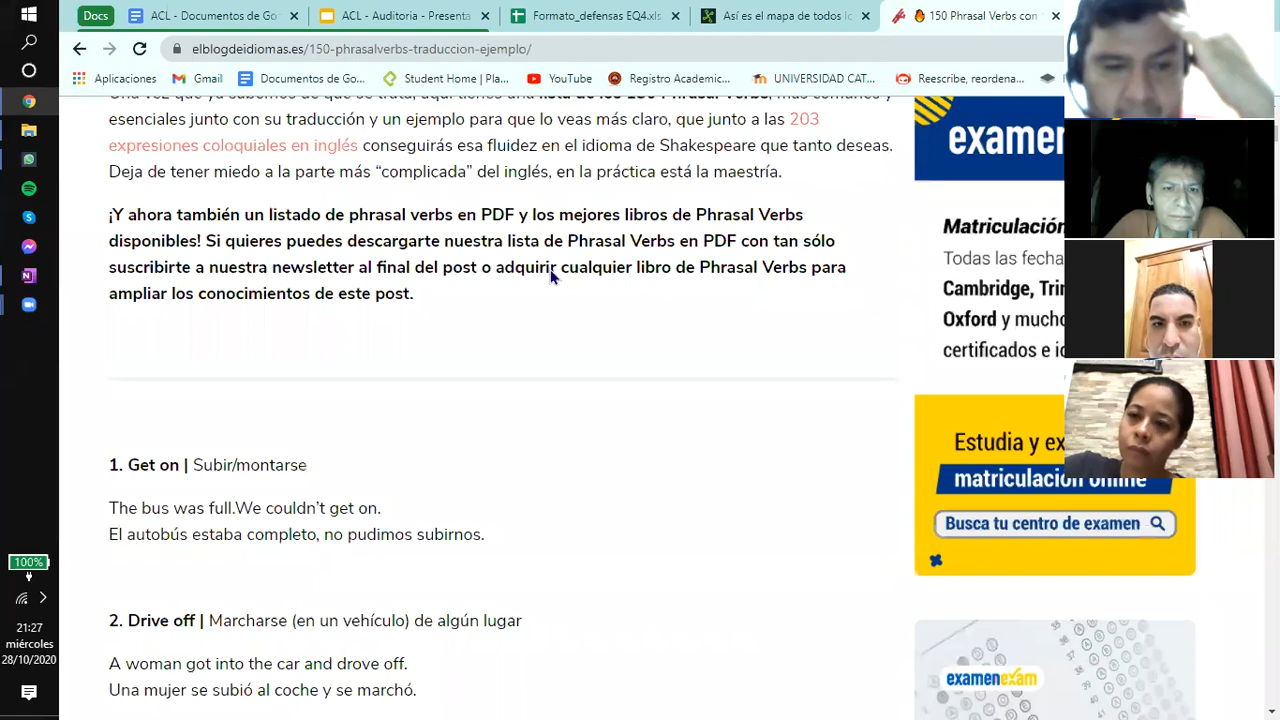 Docs
ACL - Documentos de Go
ACL - Auditoria - Presenta
Formato_defensas EQ4.xls
Así es el mapa de todos lo
150 Phrasal Verbs con
elblogdeidiomas.es/150-phrasalverbs-traduccion-ejemplo/
Aplicaciones
Gmail
Documentos de Go...
Student Home | Pla...
YouTube
Registro Academic...
UNIVERSIDAD CAT...
Reescribe, reordena...
esenciales junto con su traducción y un ejemplo para que lo veas más claro, que junto a las 203
expresiones coloquiales en inglés conseguirás esa fluidez en el idioma de Shakespeare que tanto deseas.
Deja de tener miedo a la parte más “complicada” del inglés, en la práctica está la maestría.
¡Y ahora también un listado de phrasal verbs en PDF y los mejores libros de Phrasal Verbs
disponibles! Si quieres puedes descargarte nuestra lista de Phrasal Verbs en PDF con tan sólo
suscribirte a nuestra newsletter al final del post o adquirir cualquier libro de Phrasal Verbs para
ampliar los conocimientos de este post.
1. Get on | Subir/montarse
The bus was full.We couldn’t get on.
El autobús estaba completo, no pudimos subirnos.
2. Drive off | Marcharse (en un vehículo) de algún lugar
A woman got into the car and drove off.
Una mujer se subió al coche y se marchó.
examen
Matriculación
Todas las fecha
Cambridge, Trin
Oxford y mucho
certificados e i
Estudia y ex
matriculación online
Busca tu centro de examen
examenexam
100%
21:27
miércoles
28/10/2020